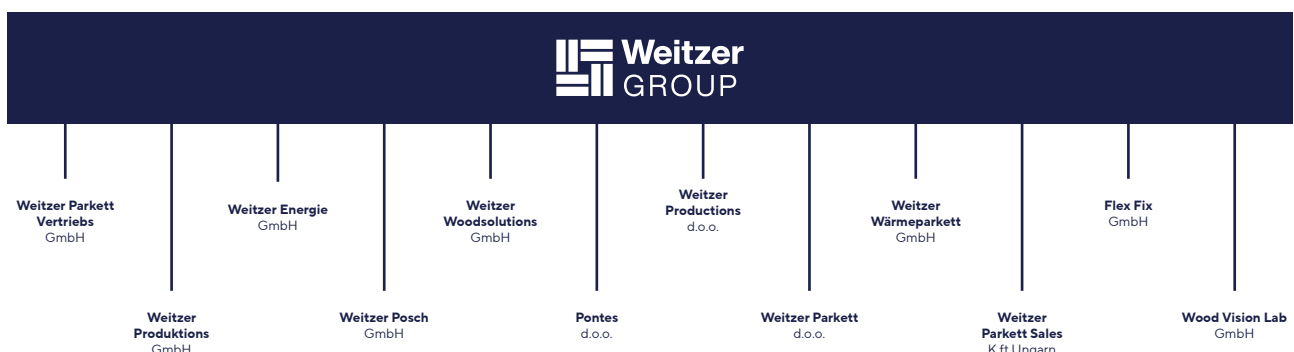 Weitzer
GROUP
Weitzer Parkett
Vertriebs
GmbH
Weitzer
Produktions
GmbH
Weitzer Energie
GmbH
Weitzer Posch
GmbH
Weitzer
Woodsolutions
GmbH
Pontes
d.o.o.
Weitzer
Productions
d.o.o.
Weitzer Parkett
d.o.o.
Weitzer
Wärmeparkett
GmbH
Weitzer
Parkett Sales
K.ft Ungarn
Flex Fix
GmbH
Wood Vision Lab
GmbH